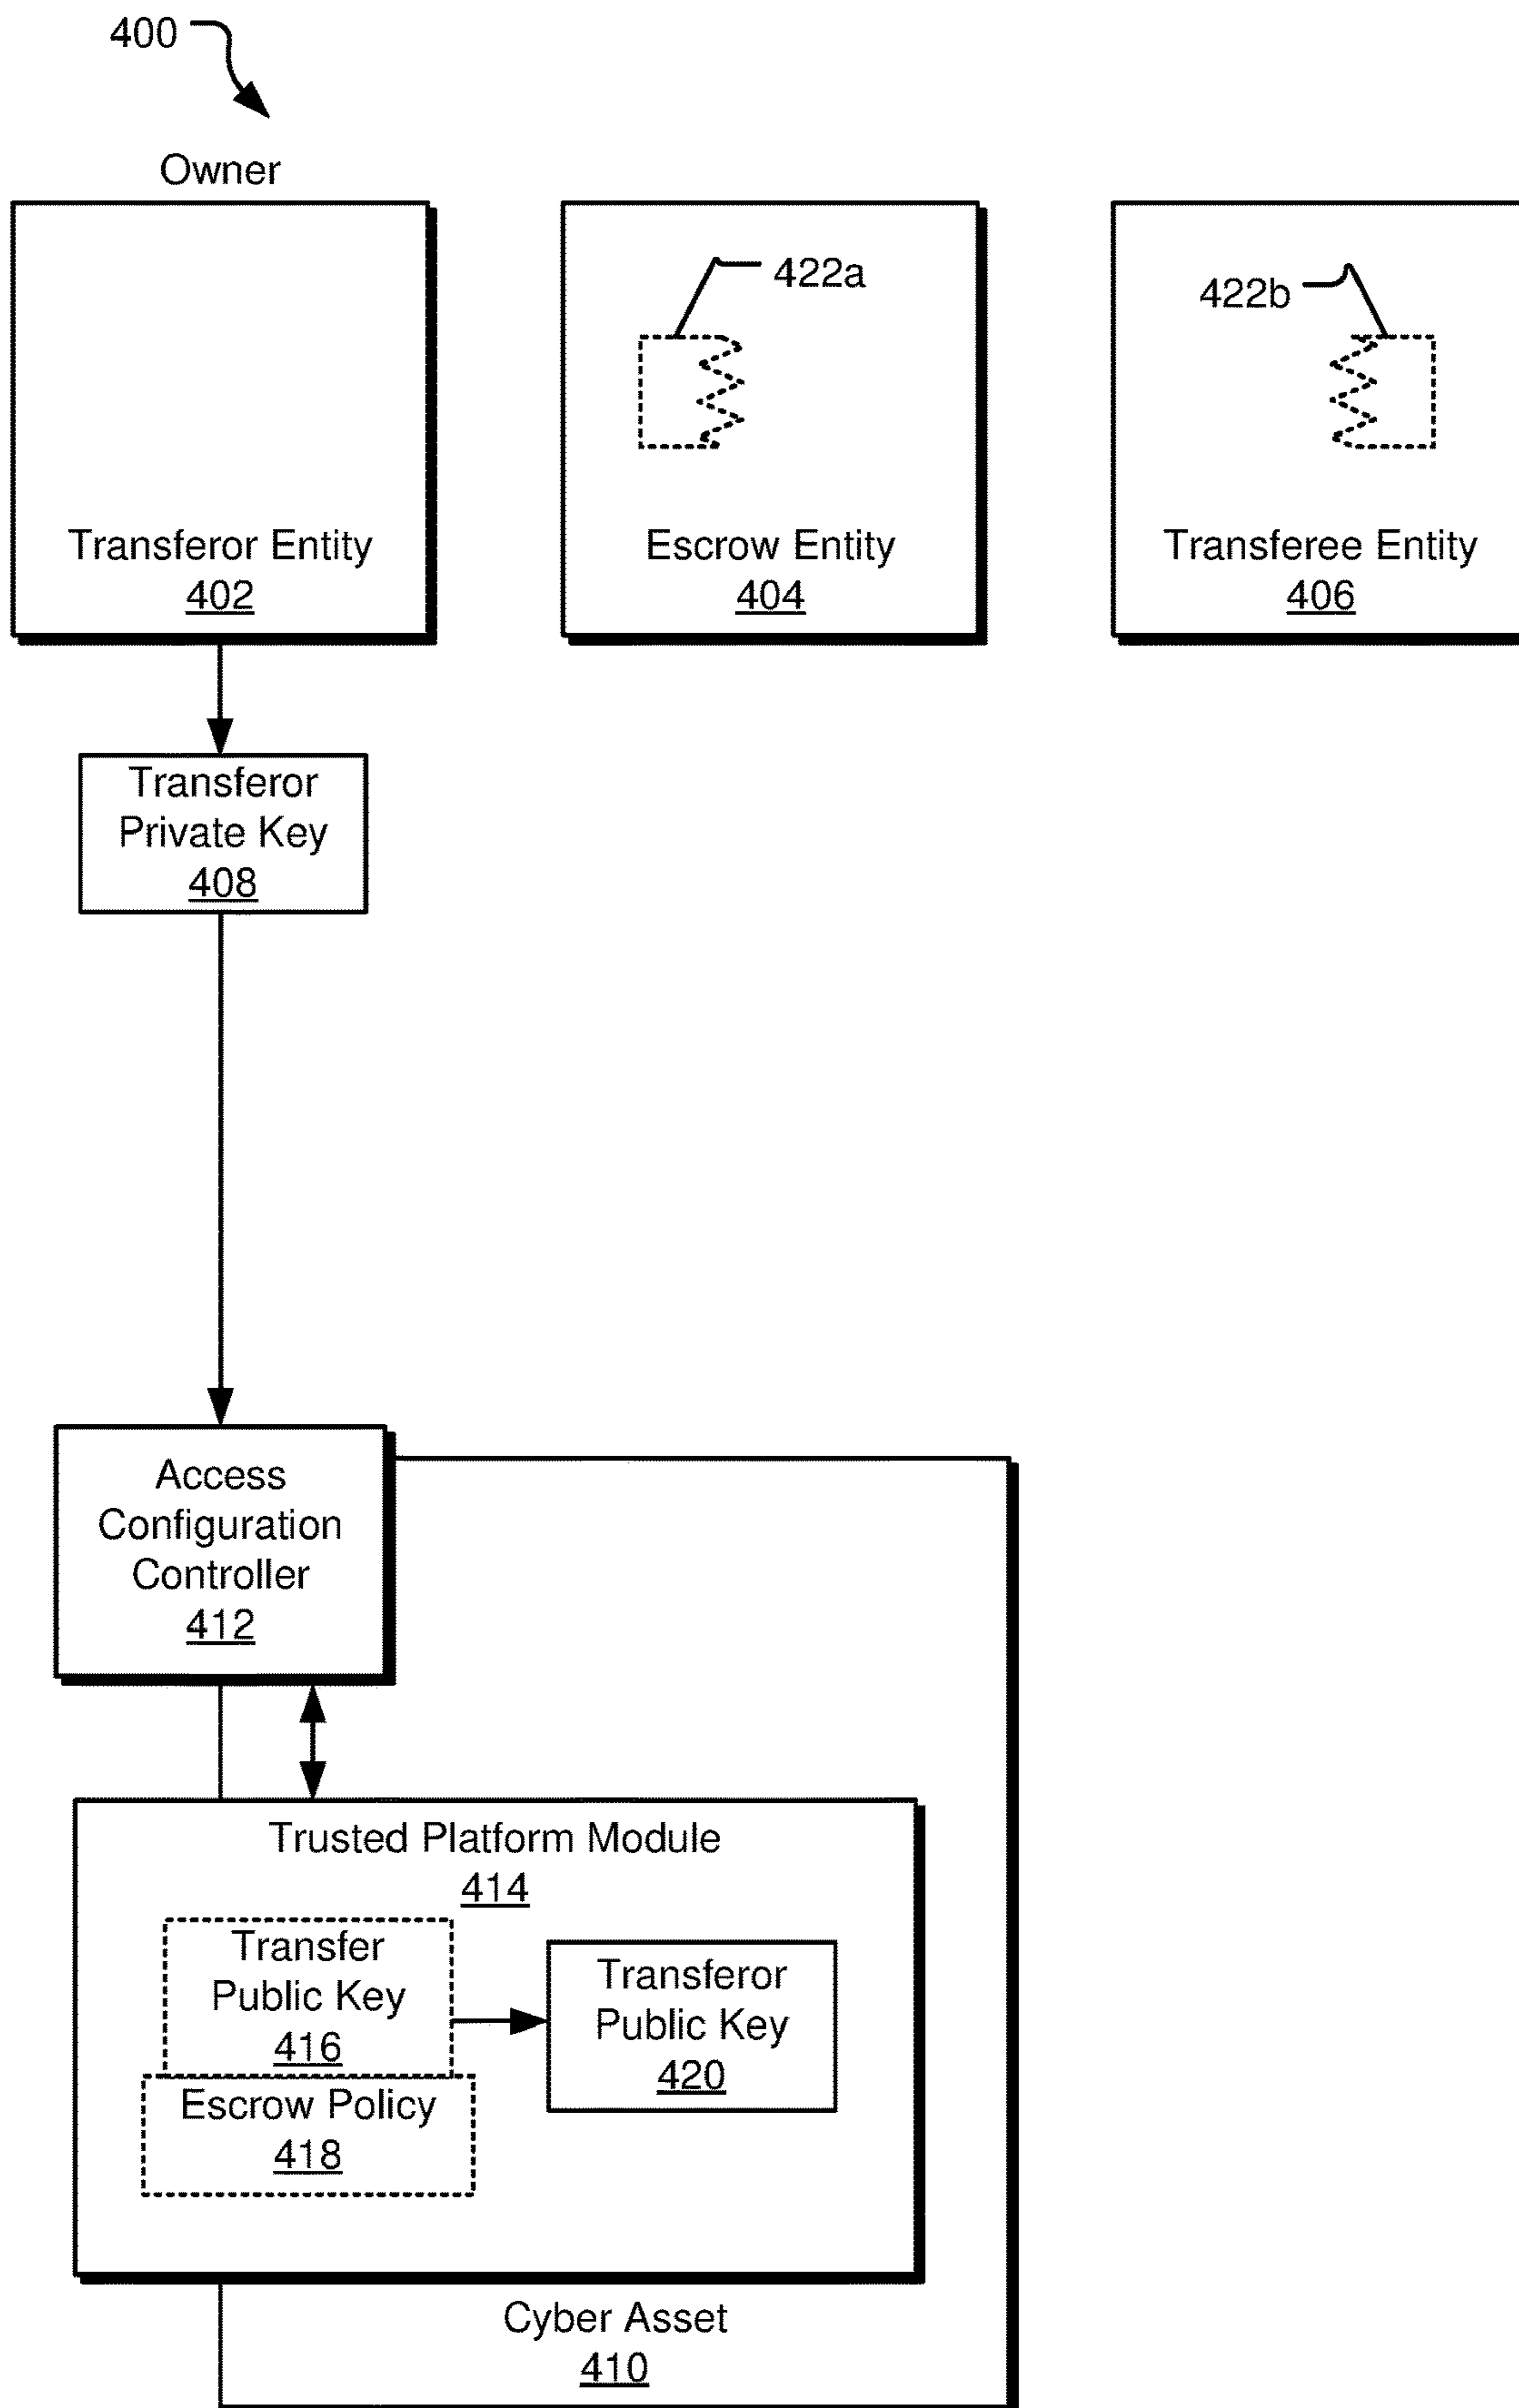 400
Owner
422a
422b
Transferor Entity
402
Escrow Entity
404
Transferee Entity
406
Transferor
Private Key
408
Access
Configuration
Controller
412
Trusted Platform Module
414
Transfer
Public Key
416
Transferor
Public Key
420
Escrow Policy
418
Cyber Asset
410